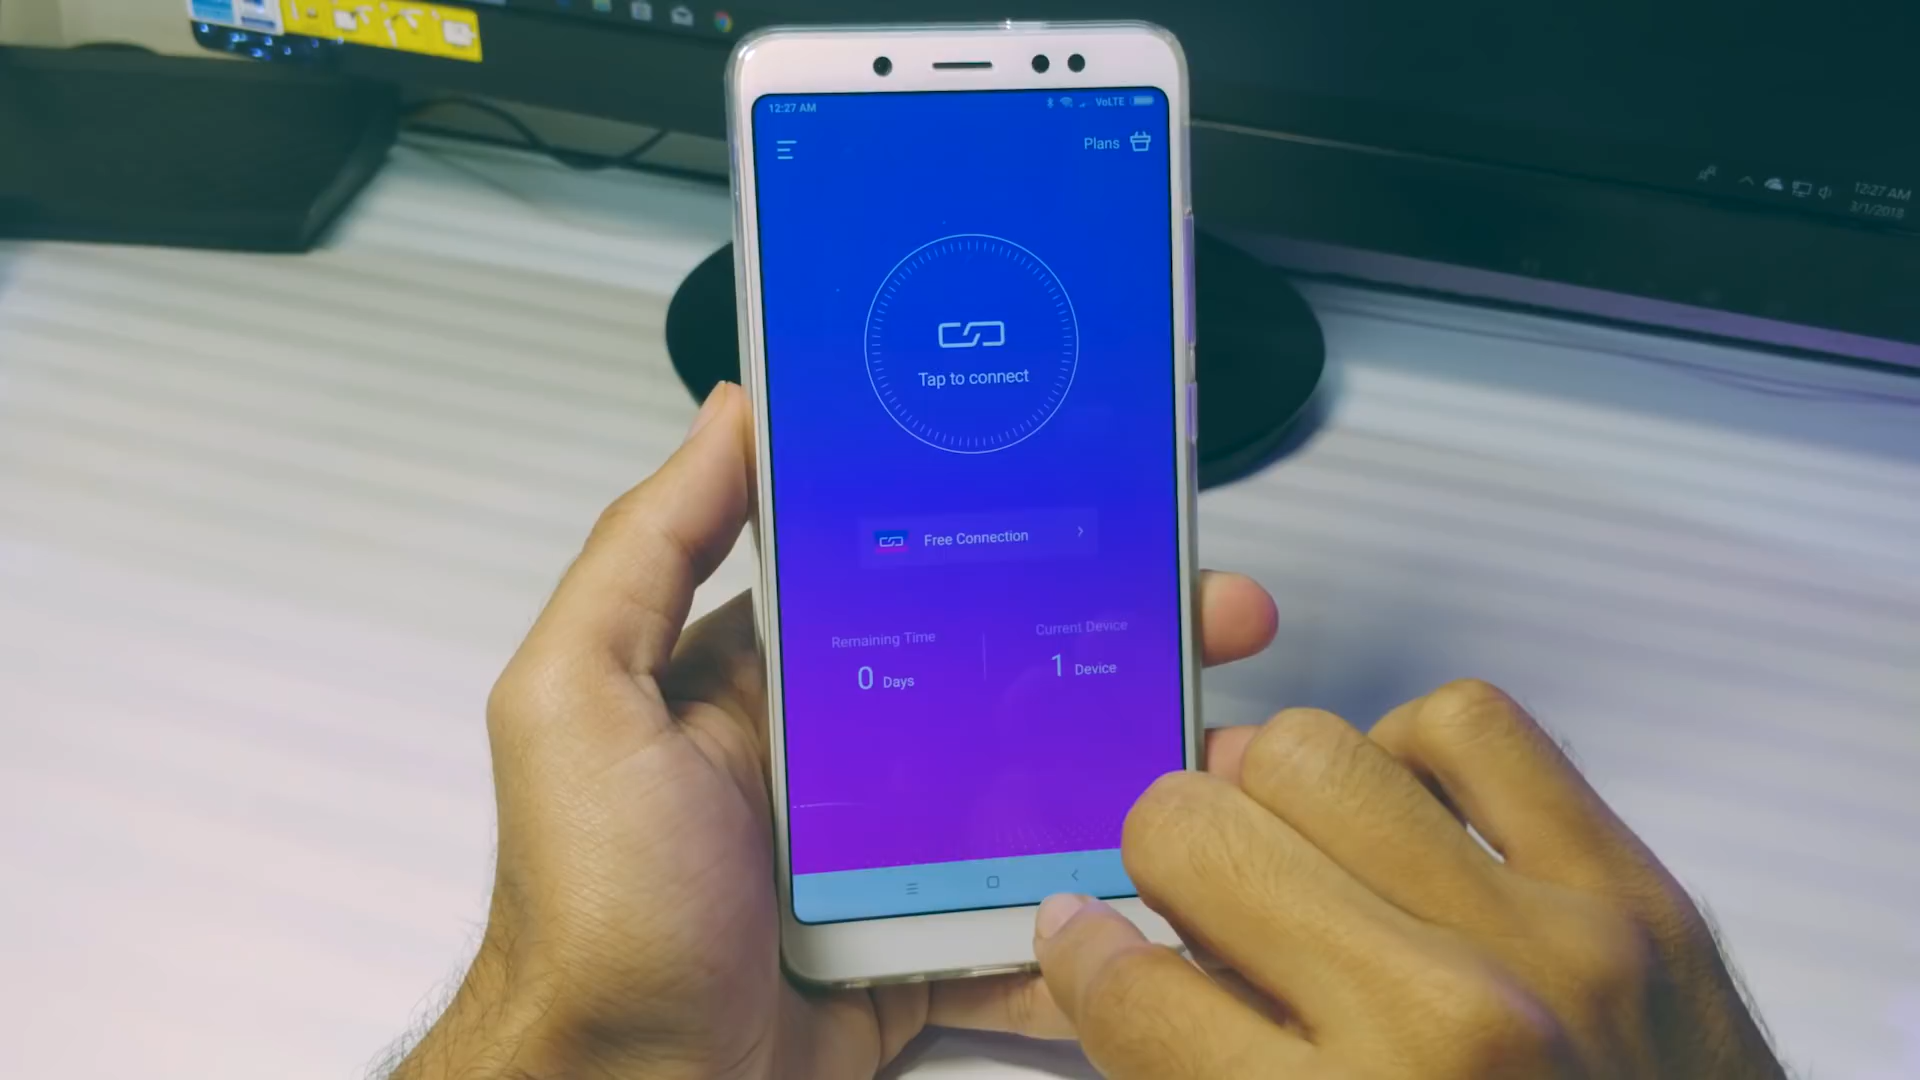 12:27 AM
VoLTE
Plans
Tap to connect
Free Connection
Remaining Time
Current Device
0 Days
1 Device
12:27 AM
3/1/2018